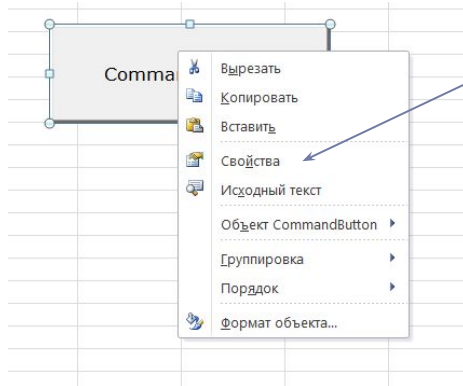 Comma
Вырезать
Копировать
Вставить
Свойства
Исходный текст
Объект CommandButton
Группировка
Порядок
Формат объекта...